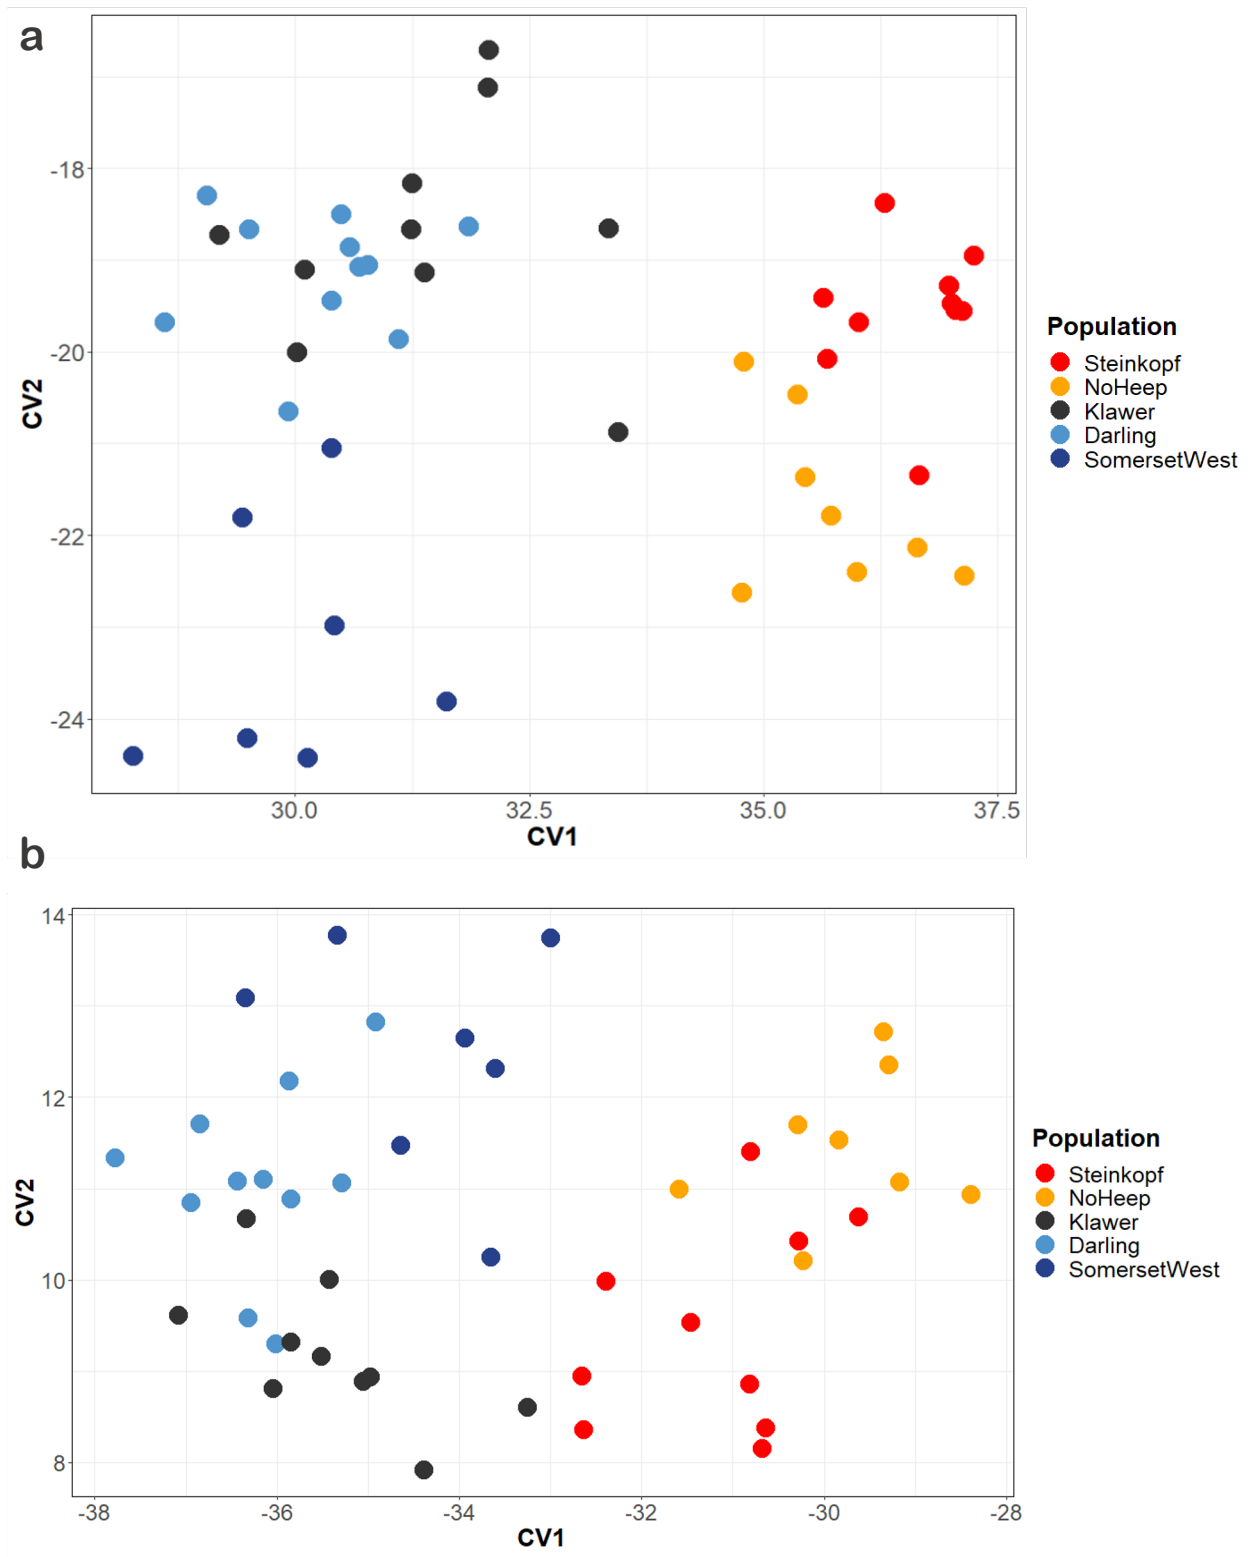 a
-18
-20
-22
-24
CV2
30.0 32.5 35.0 37.5
CV1
Population
Steinkopf
NoHeep
Klawer
Darling
SomersetWest
b
14
12
10
8
CV2
-38 -36 -34 -32 -30 -28
CV1
Population
Steinkopf
NoHeep
Klawer
Darling
SomersetWest